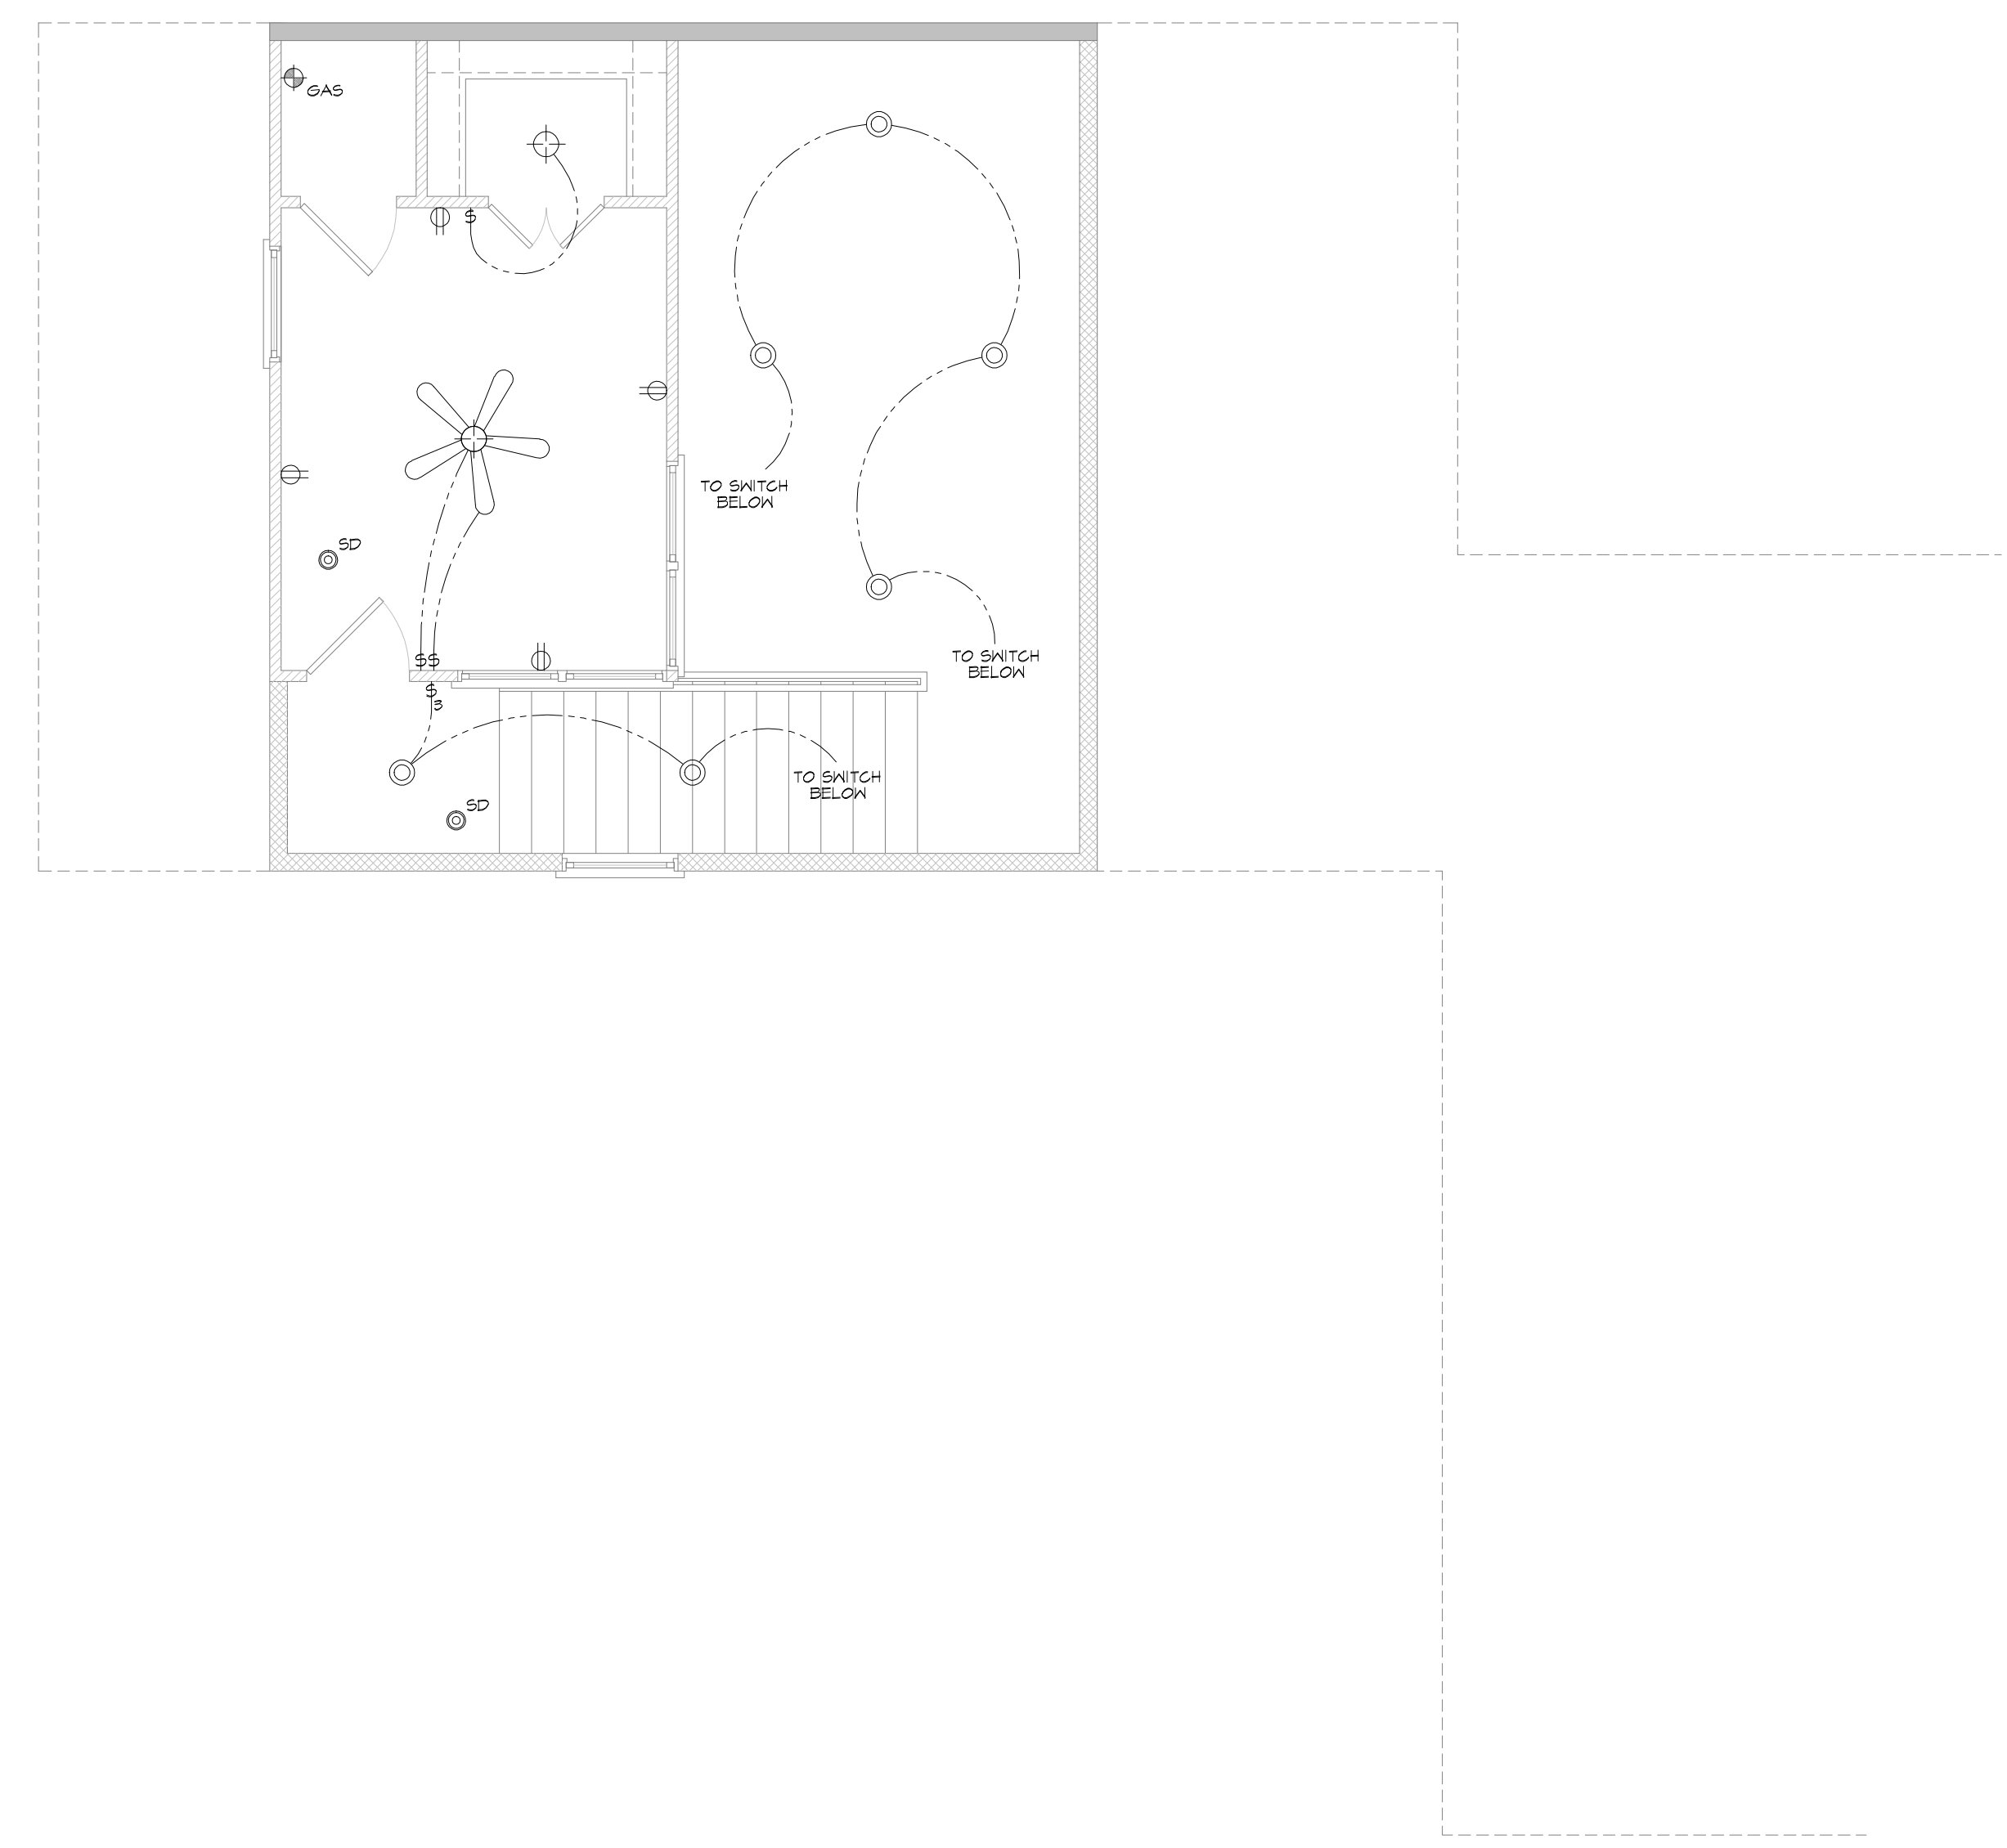 GAS
$
TO SWITCH
BELOW
SD
TO SWITCH
BELOW
$$
$
3
TO SWITCH
BELOW
SD